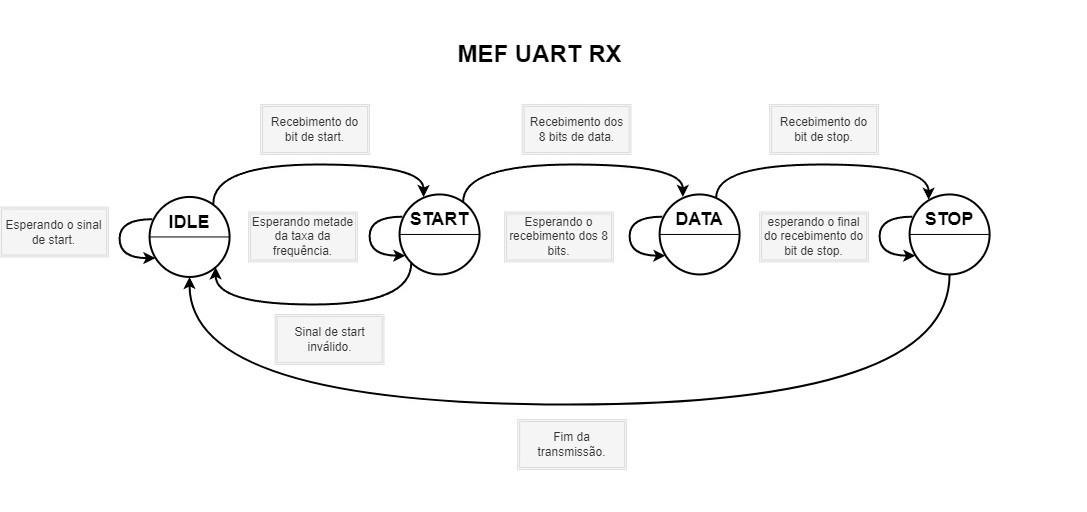 MEF UART RX
Recebimento do
bit de start.
Recebimento dos
8 bits de data.
Recebimento do
bit de stop.
Esperando o sinal
de start.
IDLE
Esperando metade
da taxa da
frequência.
START
Esperando o
recebimento dos 8
bits.
DATA
esperando o final
do recebimento do
bit de stop.
STOP
Sinal de start
inválido.
Fim da
transmissão.